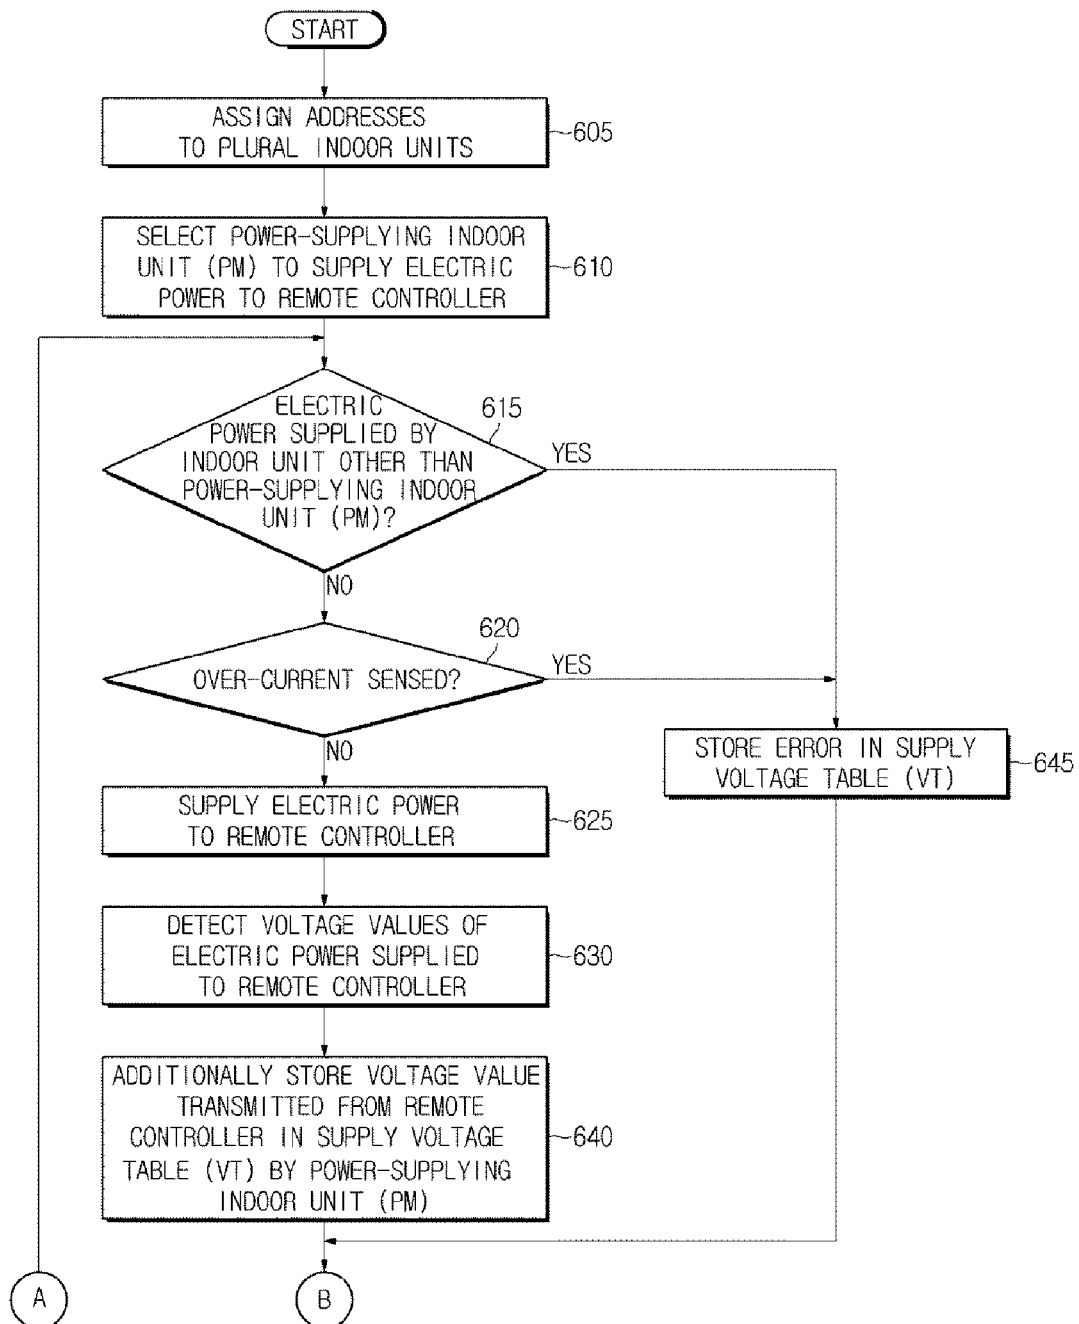 START
ASSIGN ADDRESSES
TO PLURAL INDOOR UNITS
605
SELECT POWER-SUPPLYING INDOOR
UNIT (PM) TO SUPPLY ELECTRIC
POWER TO REMOTE CONTROLLER
610
ELECTRIC
POWER SUPPLIED BY
INDOOR UNIT OTHER THAN
POWER-SUPPLYING INDOOR
UNIT (PM)?
615
YES
NO
OVER-CURRENT SENSED?
620
YES
NO
STORE ERROR IN SUPPLY
VOLTAGE TABLE (VT)
645
SUPPLY ELECTRIC POWER
TO REMOTE CONTROLLER
625
DETECT VOLTAGE VALUES OF
ELECTRIC POWER SUPPLIED
TO REMOTE CONTROLLER
630
ADDITIONALLY STORE VOLTAGE VALUE
TRANSMITTED FROM REMOTE
CONTROLLER IN SUPPLY VOLTAGE
TABLE (VT) BY POWER-SUPPLYING
INDOOR UNIT (PM)
640
A
B